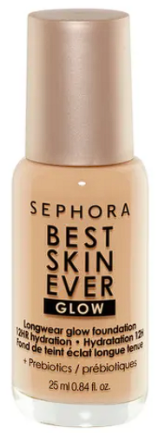 SEPHORA
BEST
SKIN
EVER
GLOW
Longwear glow foundation
12HR hydration • Hydratation 12H
Fond de teint éclat longue tenue
+ Prebiotics / prébiotiques
25 ml 0.84 fl. oz.